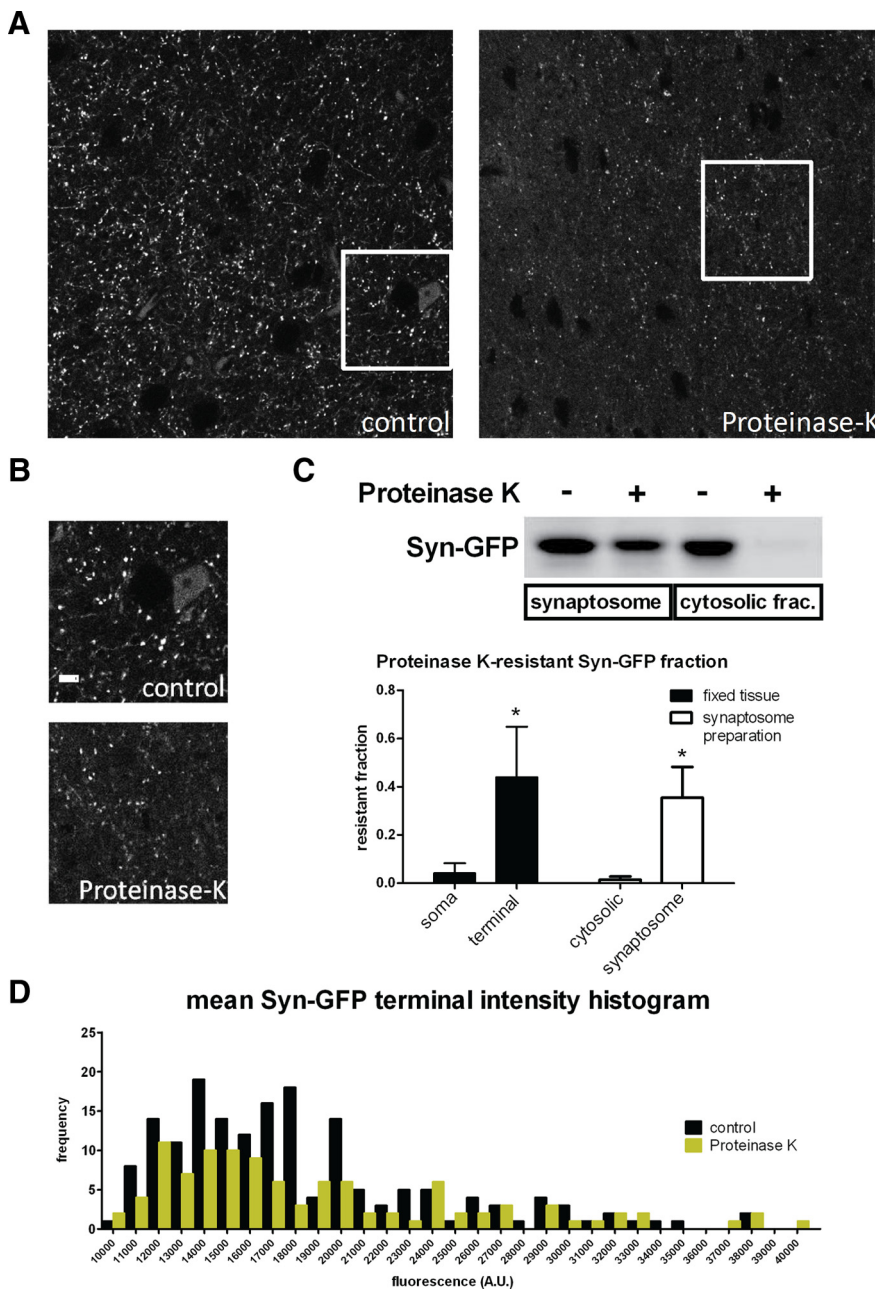 A
control
Proteinase-K
B
control
Proteinase-K
C
Proteinase K - + - +
Syn-GFP
synaptosome cytosolic frac.
Proteinase K-resistant Syn-GFP fraction
fixed tissue
synaptosome
preparation
resistant fraction
0.8
0.6
0.4
0.2
0.0
*
*
soma
terminal
cytosolic
synaptosome
D
mean Syn-GFP terminal intensity histogram
frequency
25
20
15
10
5
0
control
Proteinase K
10000 11000 12000 13000 14000 15000 16000 17000 18000 19000 20000 21000 22000 23000 24000 25000 26000 27000 28000 29000 30000 31000 32000 33000 34000 35000 36000 37000 38000 39000 40000
fluorescence (A.U.)